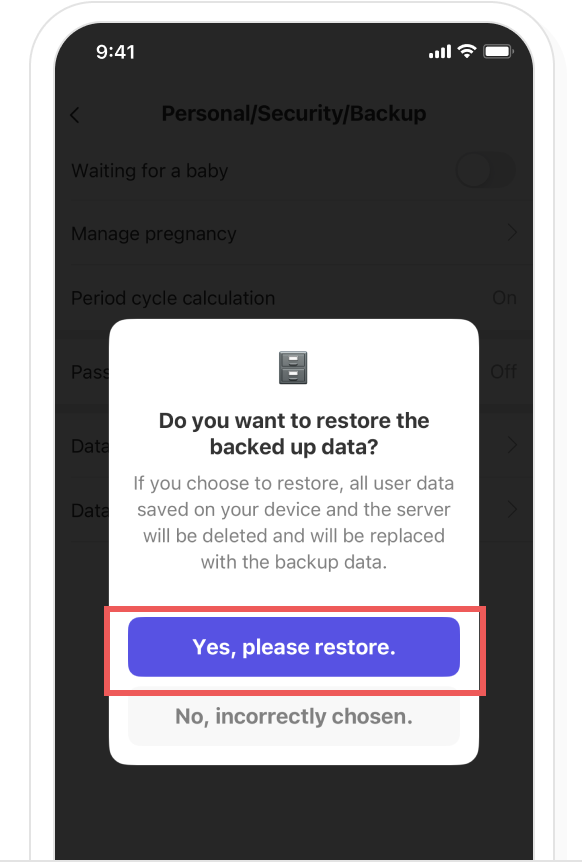 9:41
Personal/Security/Backup
Waiting for a baby
Manage pregnancy
Period cycle calculation On
Pass Off
Data
Data
Do you want to restore the
backed up data?
If you choose to restore, all user data
saved on your device and the server
will be deleted and will be replaced
with the backup data.
Yes, please restore.
No, incorrectly chosen.